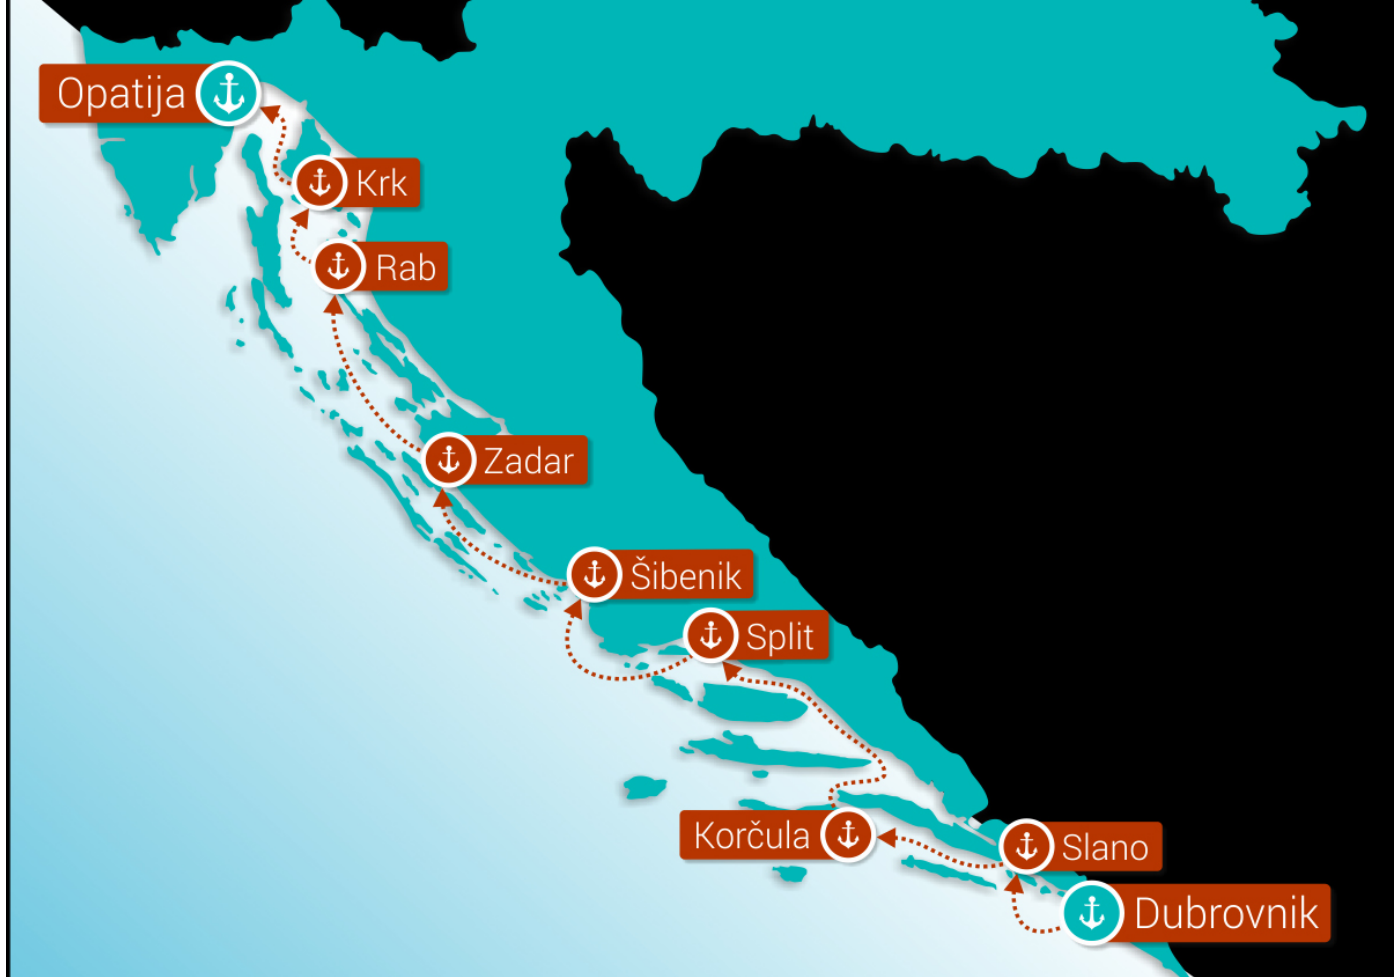 Opatija
Krk
Rab
Zadar
Šibenik
Split
Korčula
Slano
Dubrovnik